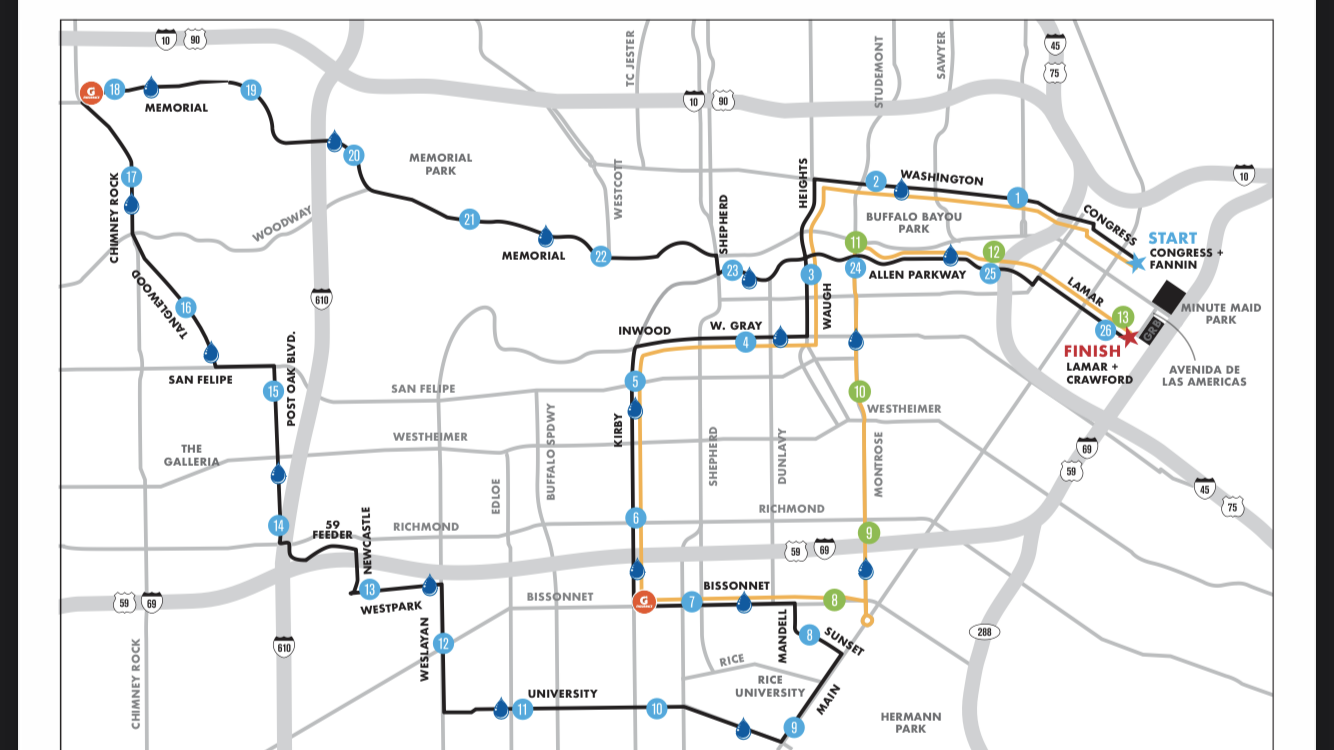 10
90
TC JESTER
STUDEMONT
SAWYER
45
75
G
18
MEMORIAL
19
10
90
20
MEMORIAL
PARK
WESTCOTT
HEIGHTS
2
WASHINGTON
1
10
17
CHIMNEY ROCK
WOODWAY
21
SHEPHERD
BUFFALO BAYOU
PARK
CONGRESS
START
CONGRESS +
FANNIN
MEMORIAL
22
23
3
11
24
ALLEN PARKWAY
12
25
610
TANGLEWOOD
16
WAUGH
LAMAR
13
26
GRB
MINUTE MAID
PARK
INWOOD
W. GRAY
4
FINISH
LAMAR +
CRAWFORD
AVENIDA DE
LAS AMERICAS
SAN FELIPE
15
POST OAK BLVD.
SAN FELIPE
5
10
WESTHEIMER
THE
GALLERIA
WESTHEIMER
BUFFALO SPDWY
KIRBY
SHEPHERD
DUNLAVY
MONTROSE
69
59
EDLOE
45
75
14
59
FEEDER
NEWCASTLE
RICHMOND
6
RICHMOND
9
59
69
59
69
13
WESTPARK
BISSONNET
G
7
BISSONNET
8
610
CHIMNEY ROCK
WESLAYAN
12
MANDELL
8
SUNSET
288
RICE
RICE
UNIVERSITY
MAIN
UNIVERSITY
11
10
9
HERMANN
PARK